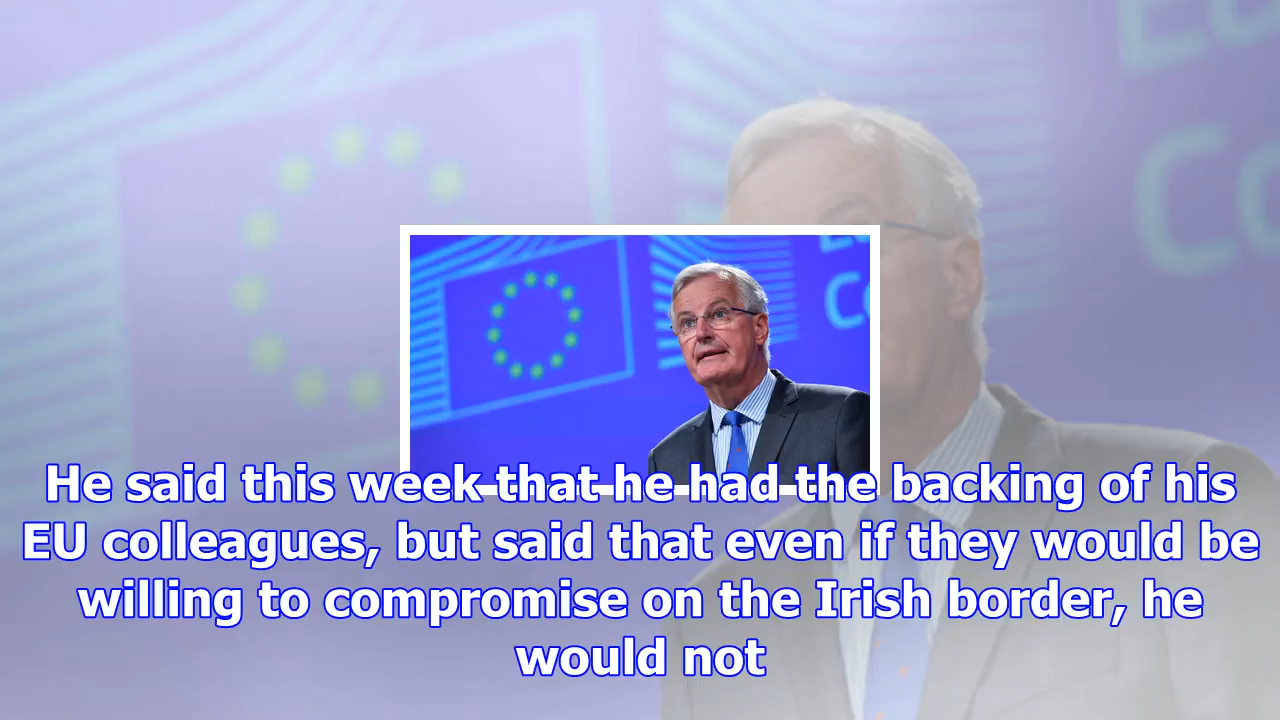 Co
He said this week that he had the backing of his
EU colleagues, but said that even if they would be
willing to compromise on the Irish border, he
would not